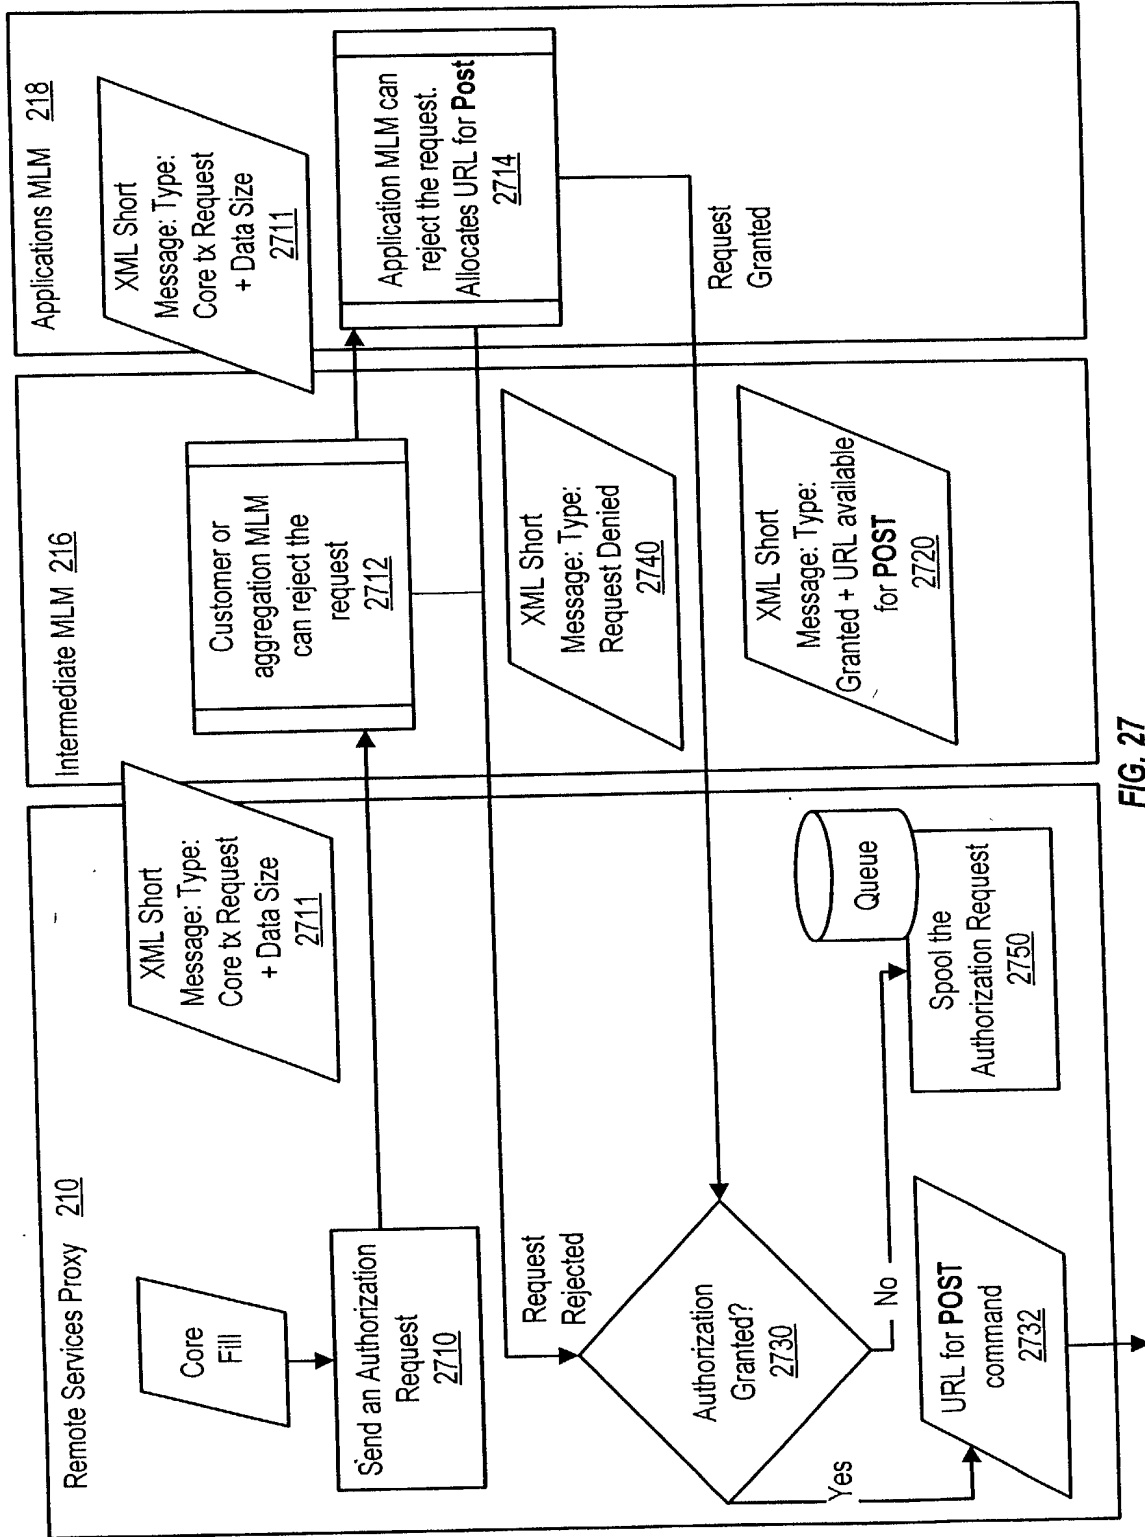 Remote Services Proxy 210
Core
Fill
Send an Authorization
Request
2710
XML Short
Message: Type:
Core tx Request
+ Data Size
2711
Request
Rejected
Authorization
Granted?
2730
Yes
No
URL for POST
command
2732
Queue
Spool the
Authorization Request
2750
Intermediate MLM 216
Customer or
aggregation MLM
can reject the
request
2712
XML Short
Message: Type:
Request Denied
2740
XML Short
Message: Type:
Granted + URL available
for POST
2720
Applications MLM 218
XML Short
Message: Type:
Core tx Request
+ Data Size
2711
Application MLM can
reject the request.
Allocates URL for Post
2714
Request
Granted
FIG. 27